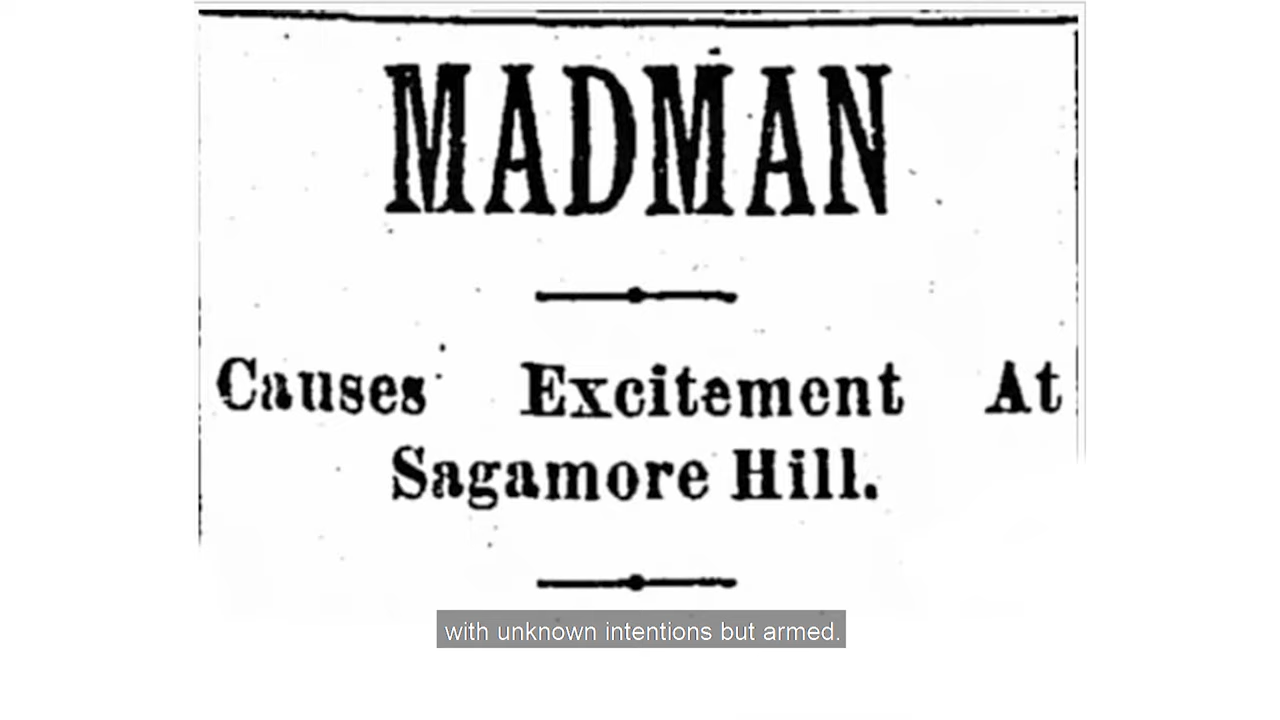 MADMAN
Causes Excitement At
Sagamore Hill.
with unknown intentions but armed.